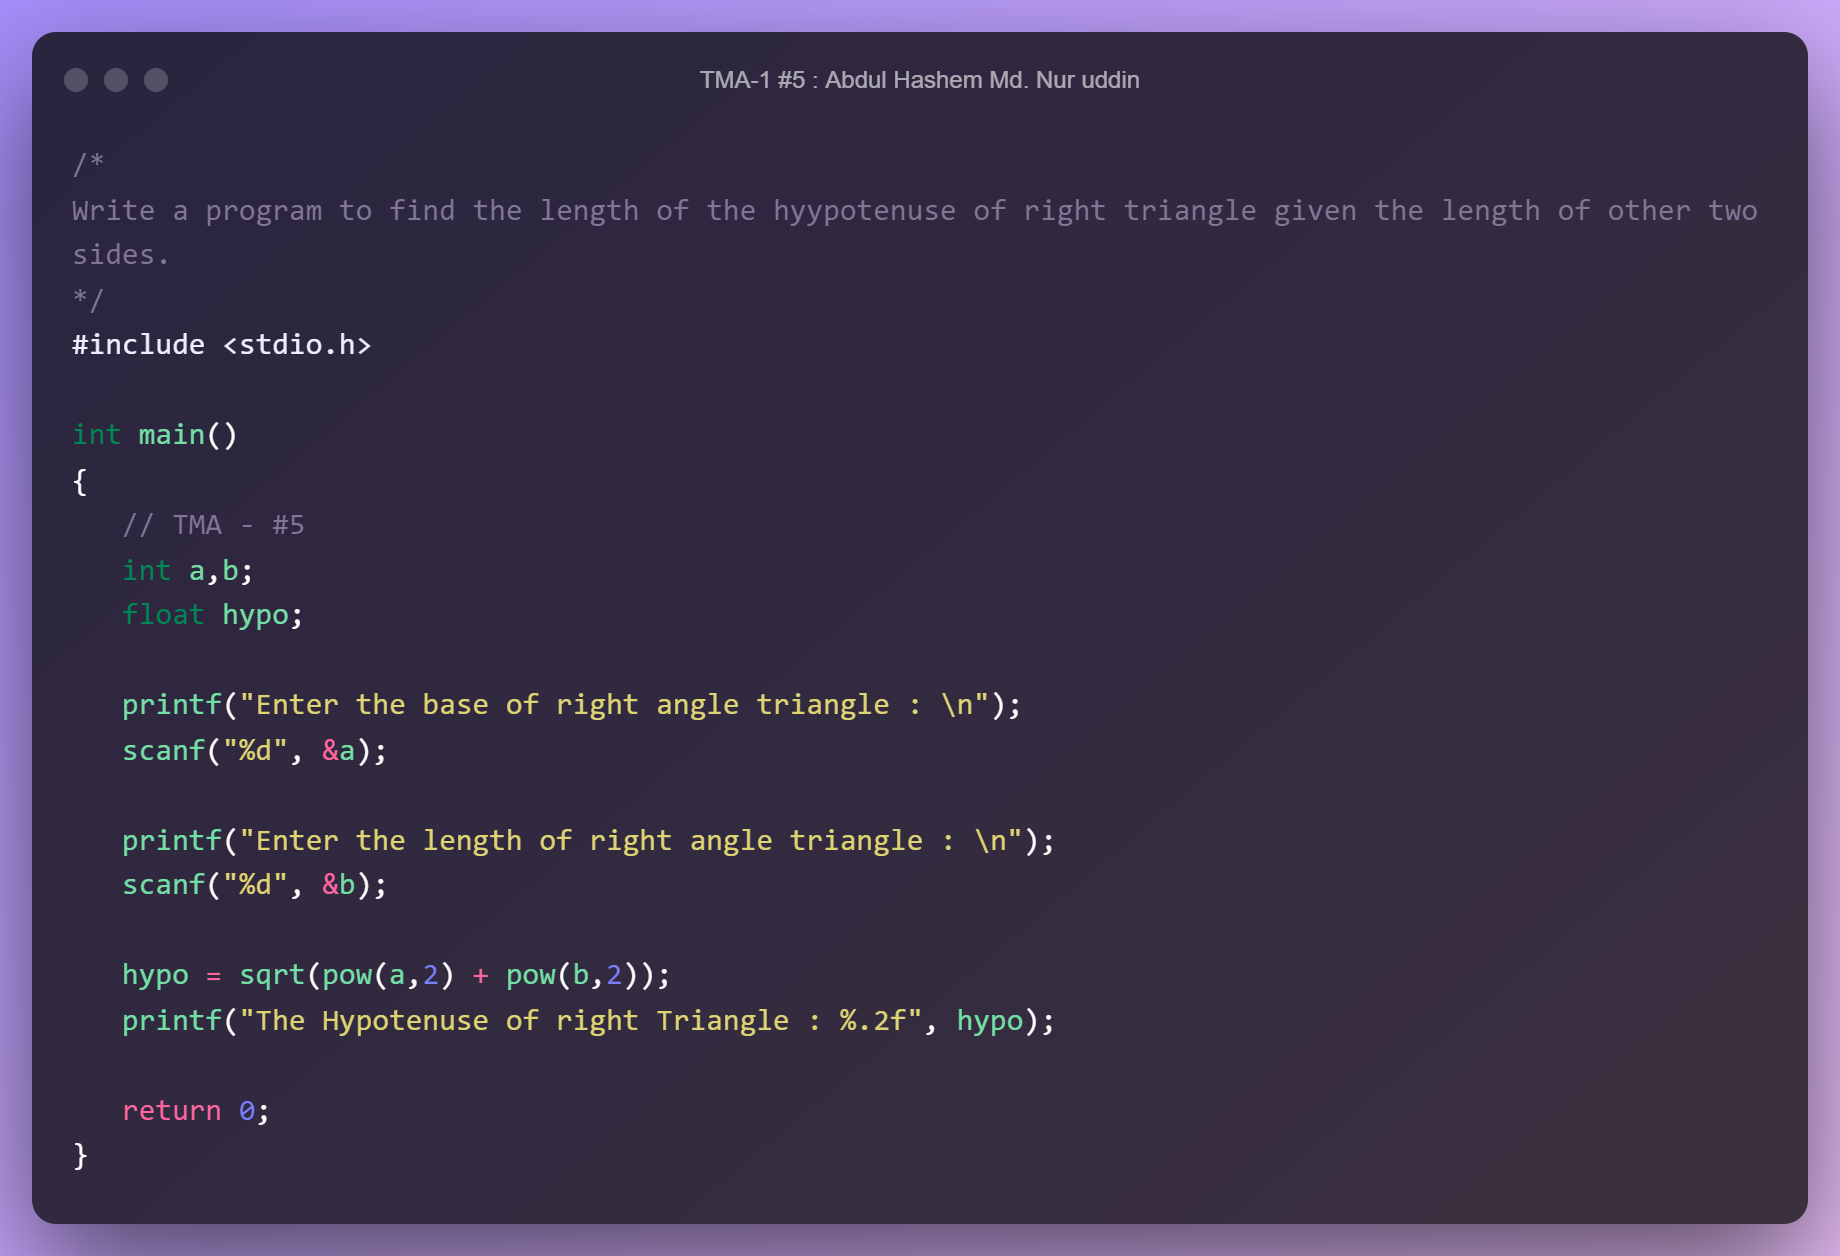 TMA-1 #5 : Abdul Hashem Md. Nur uddin
/*
Write a program to find the length of the hyypotenuse of right triangle given the length of other two
sides.
*/
#include <stdio.h>

int main()
{
   // TMA - #5
   int a,b;
   float hypo;

   printf("Enter the base of right angle triangle : \n");
   scanf("%d", &a);

   printf("Enter the length of right angle triangle : \n");
   scanf("%d", &b);

   hypo = sqrt(pow(a,2) + pow(b,2));
   printf("The Hypotenuse of right Triangle : %.2f", hypo);

   return 0;
}